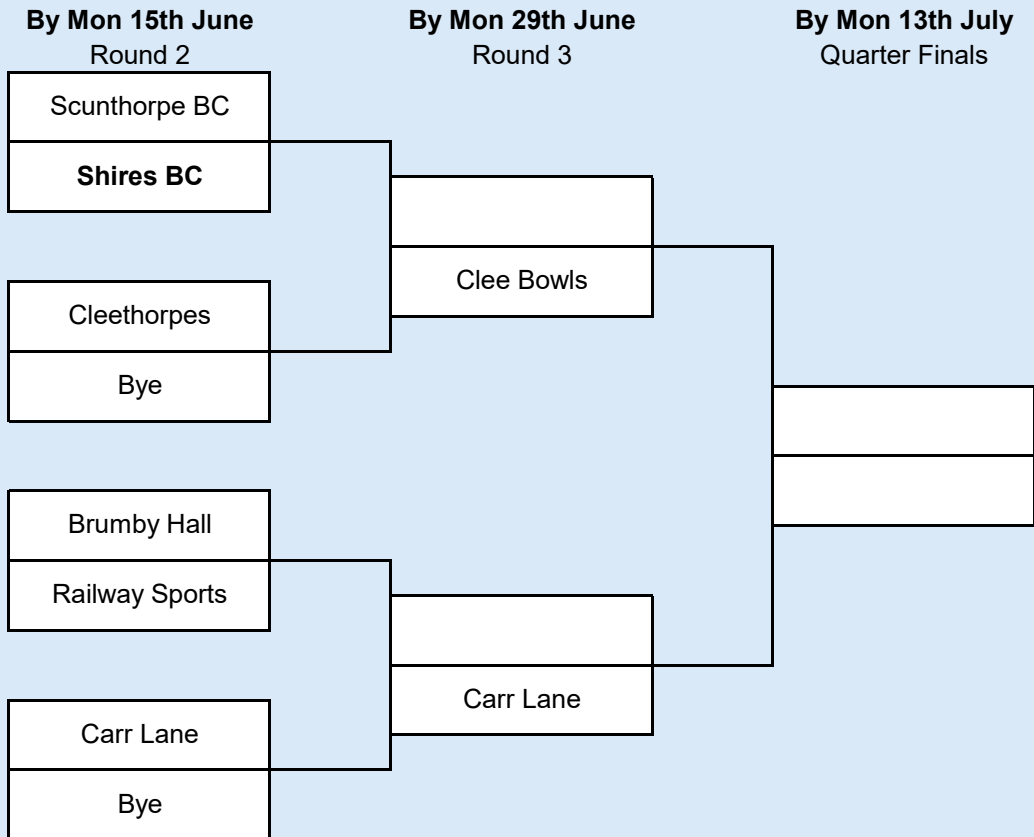 By Mon 15th June
Round 2
By Mon 29th June
Round 3
By Mon 13th July
Quarter Finals
Scunthorpe BC
Shires BC
Cleethorpes
Bye
Brumby Hall
Railway Sports
Carr Lane
Bye
Clee Bowls
Carr Lane